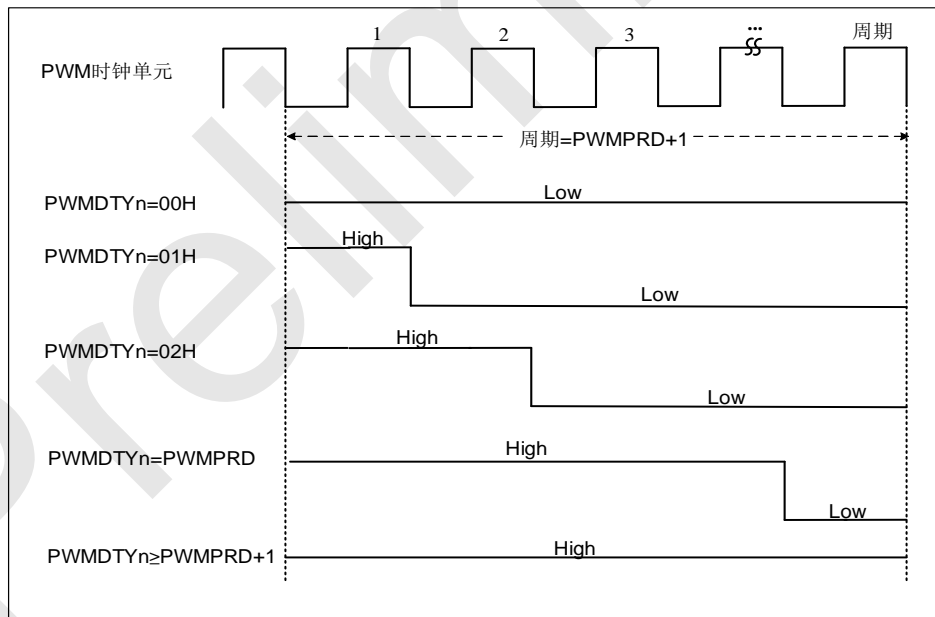 1 2 3 ... 周期
PWM时钟单元
周期=PWMPRD+1
PWMDTYn=00H Low
PWMDTYn=01H High Low
PWMDTYn=02H High Low
PWMDTYn=PWMPRD High Low
PWMDTYn≥PWMPRD+1 High
Prelim